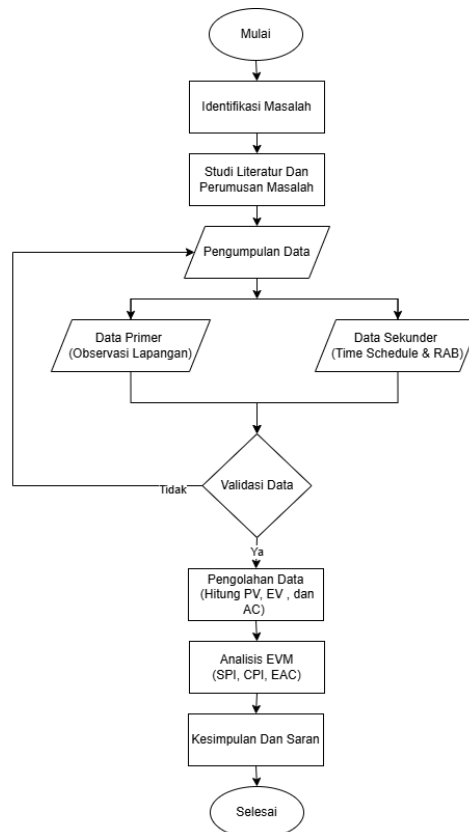 Mulai
Identifikasi Masalah
Studi Literatur Dan
Perumusan Masalah
Pengumpulan Data
Data Primer
(Observasi Lapangan)
Data Sekunder
(Time Schedule & RAB)
Validasi Data
Tidak
Ya
Pengolahan Data
(Hitung PV, EV , dan
AC)
Analisis EVM
(SPI, CPI, EAC)
Kesimpulan Dan Saran
Selesai